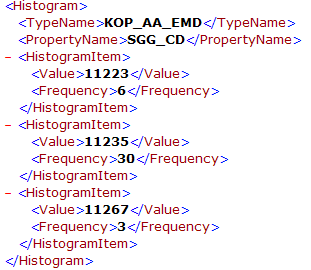 <Histogram>
<TypeName>KOP_AA_EMD</TypeName>
<PropertyName>SGG_CD</PropertyName>
- <HistogramItem>
<Value>11223</Value>
<Frequency>6</Frequency>
</HistogramItem>
- <HistogramItem>
<Value>11235</Value>
<Frequency>30</Frequency>
</HistogramItem>
- <HistogramItem>
<Value>11267</Value>
<Frequency>3</Frequency>
</HistogramItem>
</Histogram>